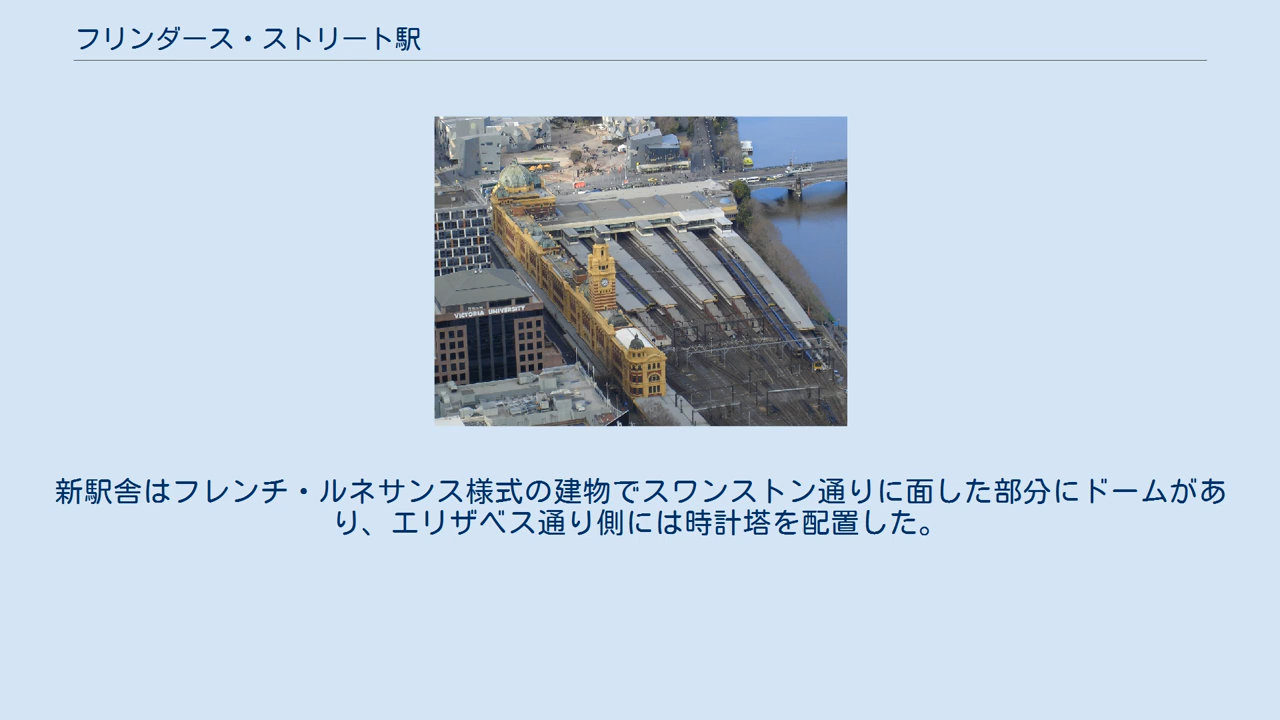 フリンダース・ストリート駅
VICTORIA UNIVERSITY
新駅舎はフレンチ・ルネサンス様式の建物でスワンストン通りに面した部分にドームがあ
り、エリザベス通り側には時計塔を配置した。